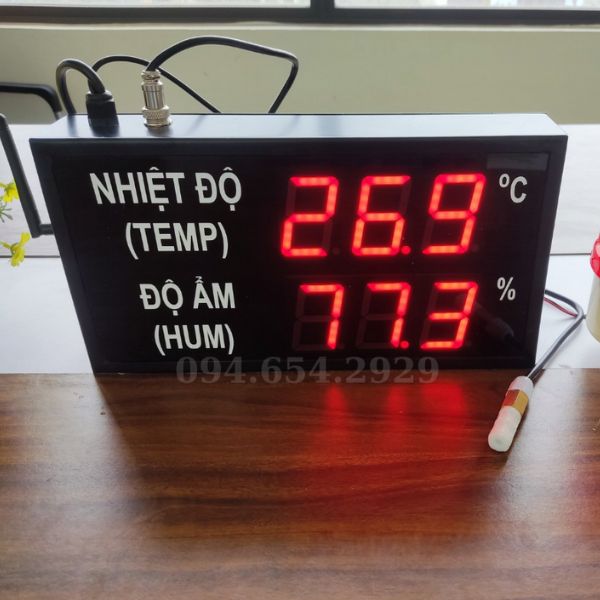 NHIỆT ĐỘ 26.9 °C
(TEMP)
ĐỘ ẨM 77.3 %
(HUM)
094.654.2929